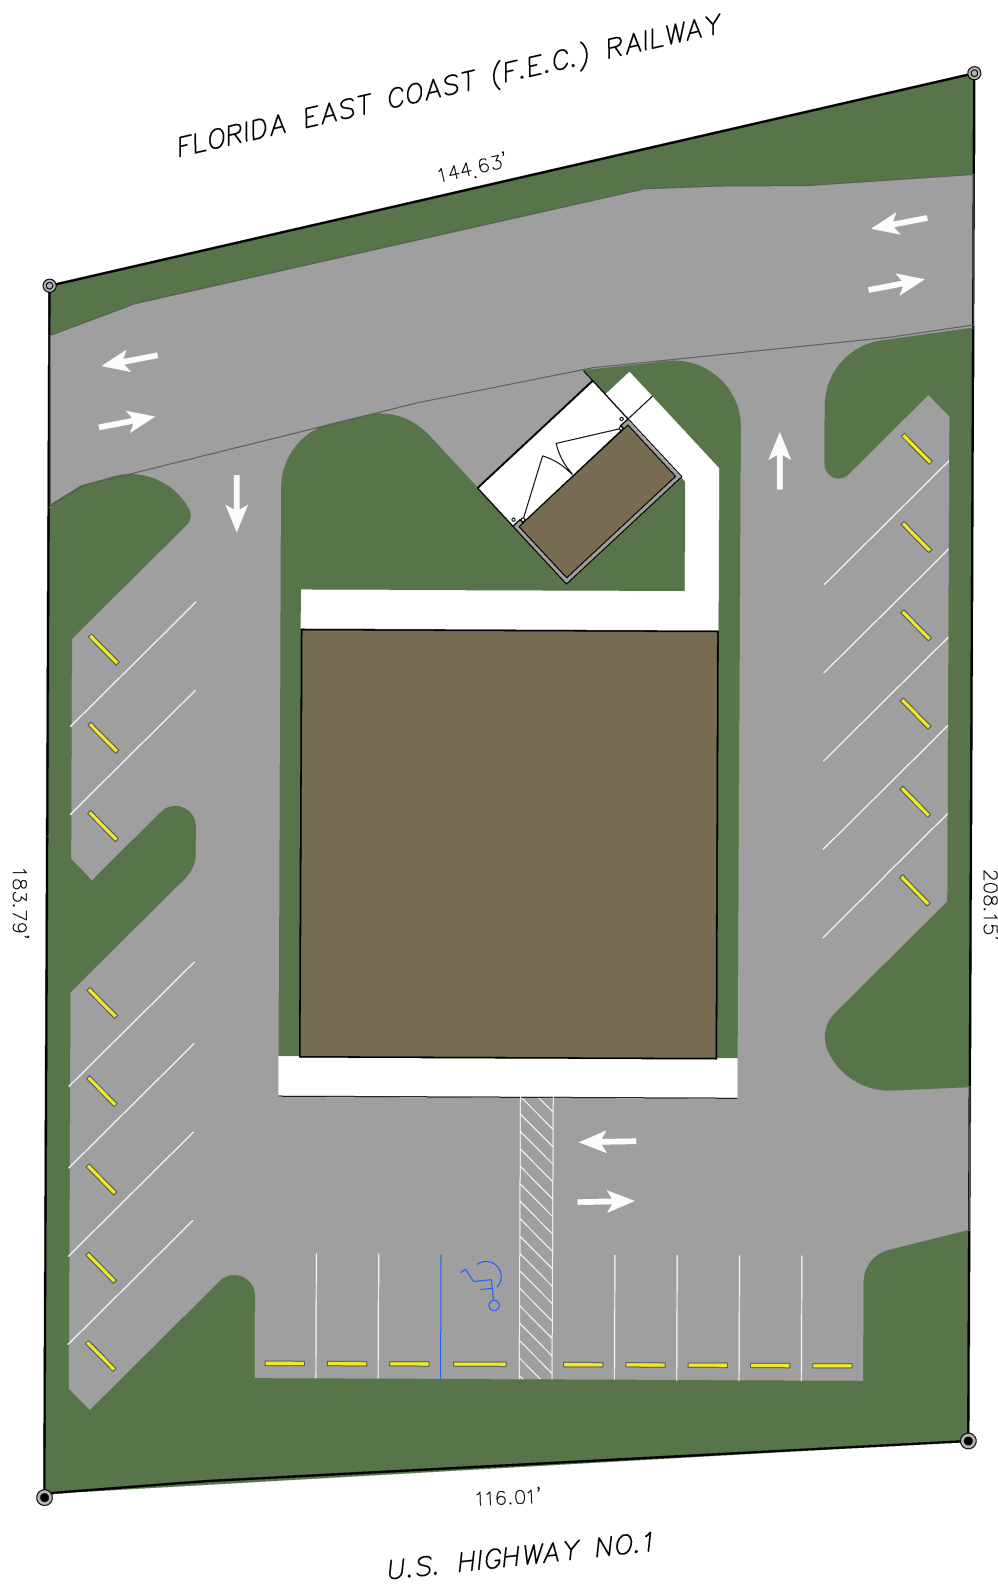 FLORIDA EAST COAST (F.E.C.) RAILWAY
144.63'
183.79'
208.15'
116.01'
U.S. HIGHWAY NO.1